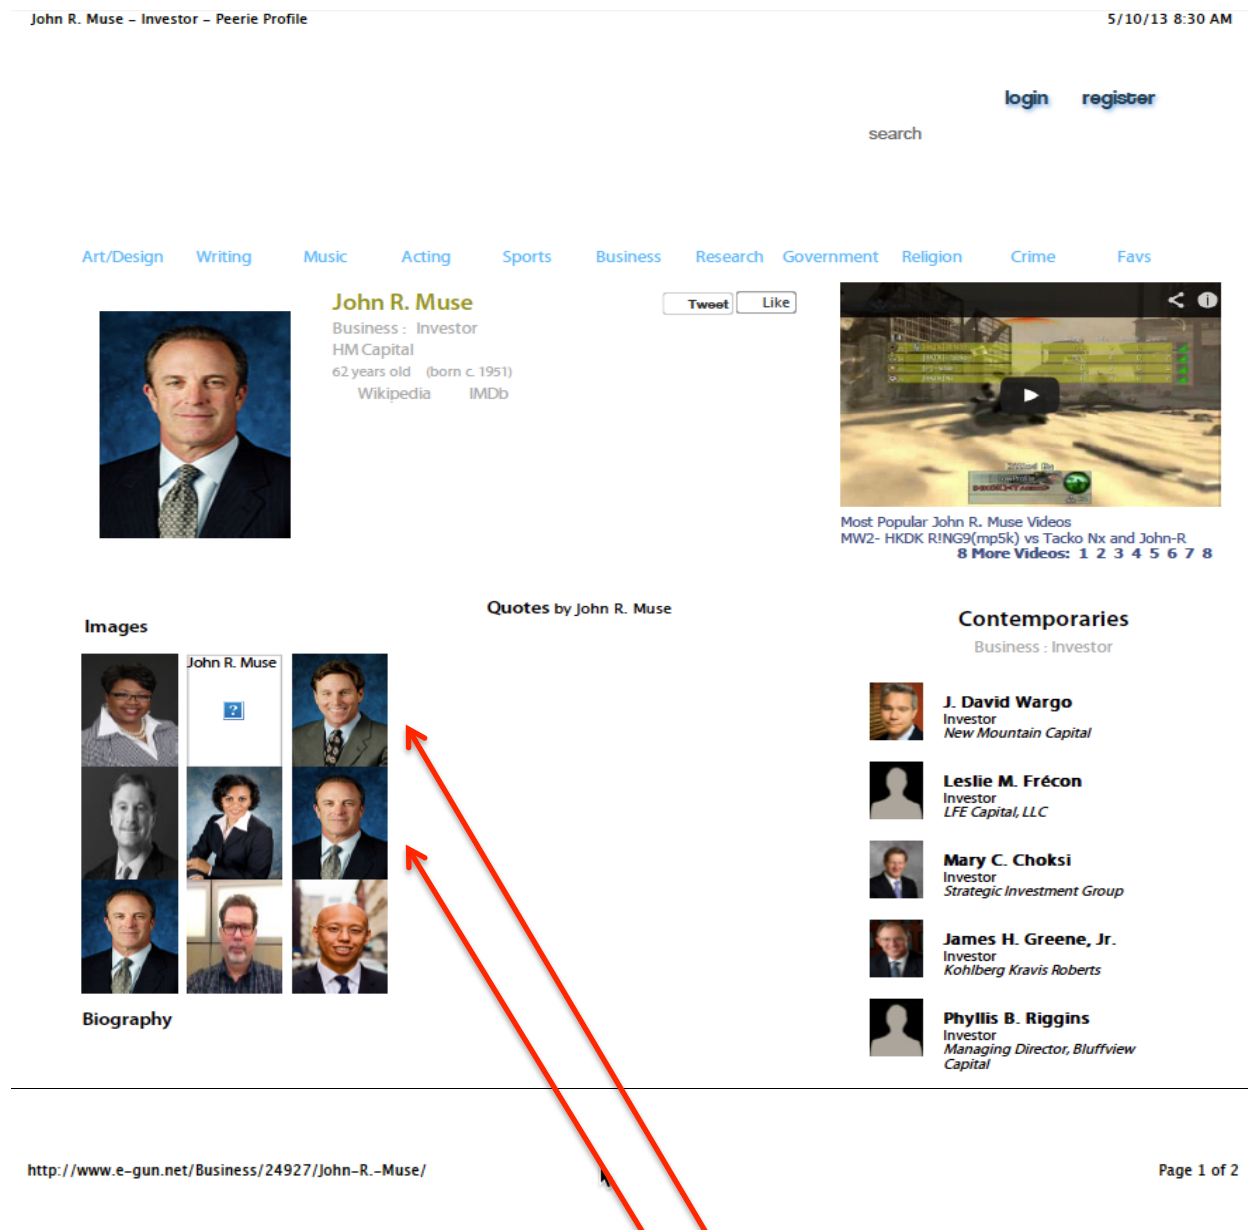 John R. Muse – Investor – Peerie Profile
5/10/13 8:30 AM
login register
search
Art/Design Writing Music Acting Sports Business Research Government Religion Crime Favs
John R. Muse
Business : Investor
HM Capital
62 years old (born c. 1951)
Wikipedia IMDb
Tweet Like
Most Popular John R. Muse Videos
MW2- HKDK R!NG9(mp5k) vs Tacko Nx and John-R
8 More Videos: 1 2 3 4 5 6 7 8
Images
John R. Muse
Biography
Quotes by John R. Muse
Contemporaries
Business : Investor
J. David Wargo
Investor
New Mountain Capital
Leslie M. Frécon
Investor
LFE Capital, LLC
Mary C. Choksi
Investor
Strategic Investment Group
James H. Greene, Jr.
Investor
Kohlberg Kravis Roberts
Phyllis B. Riggins
Investor
Managing Director, Bluffview
Capital
http://www.e-gun.net/Business/24927/John-R.-Muse/
Page 1 of 2